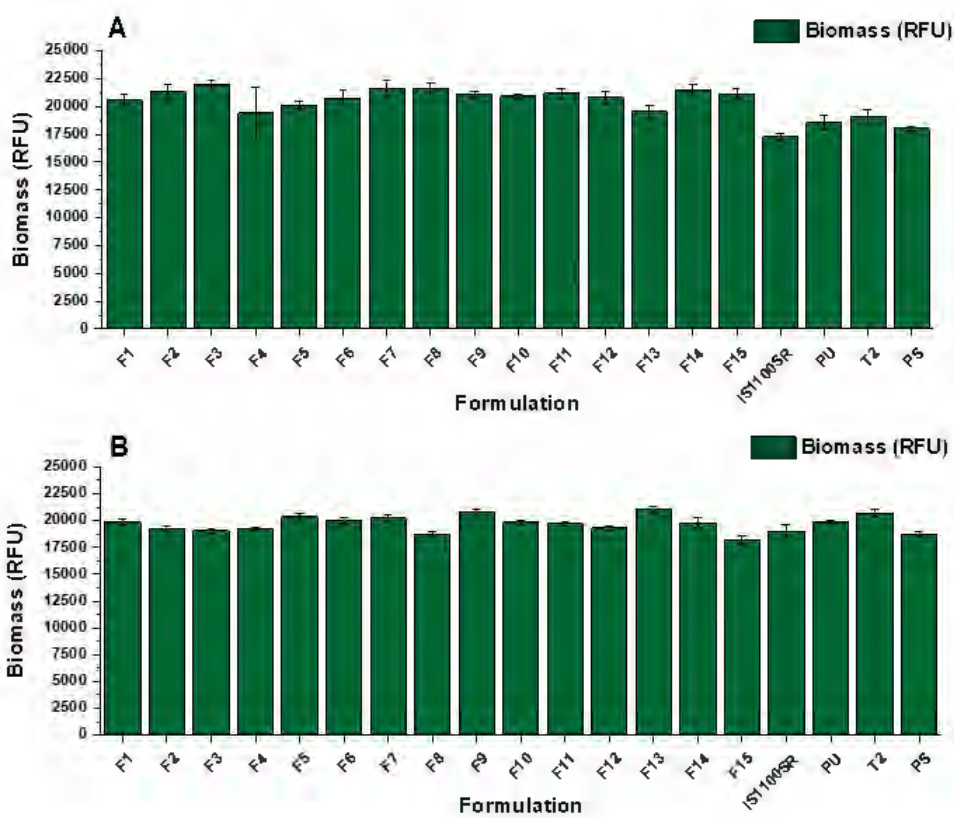 A
Biomass (RFU)
25000
22500
20000
17500
15000
12500
10000
7500
5000
2500
0
Biomass (RFU)
F1 F2 F3 F4 F5 F6 F7 F8 F9 F10 F11 F12 F13 F14 F15 IS1100SR PU T2 PS
Formulation
B
Biomass (RFU)
25000
22500
20000
17500
15000
12500
10000
7500
5000
2500
0
Biomass (RFU)
F1 F2 F3 F4 F5 F6 F7 F8 F9 F10 F11 F12 F13 F14 F15 IS1100SR PU T2 PS
Formulation